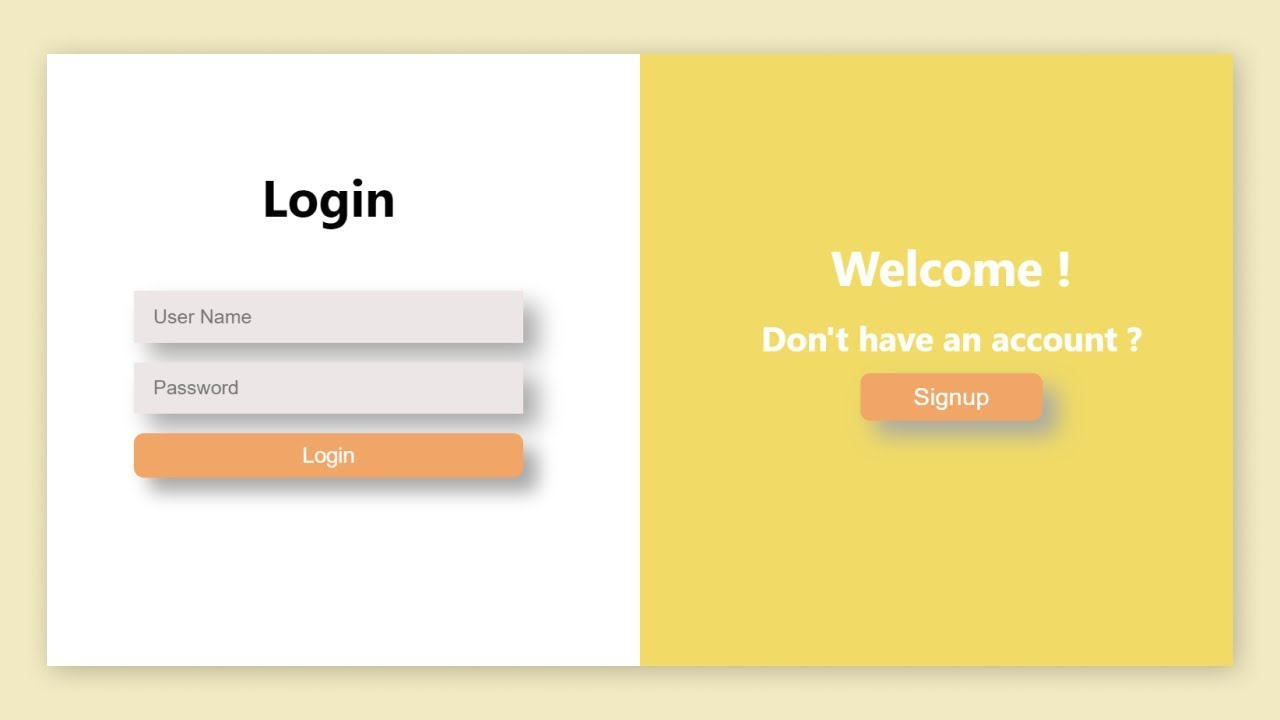 Login
User Name
Password
Login
Welcome !
Don't have an account ?
Signup